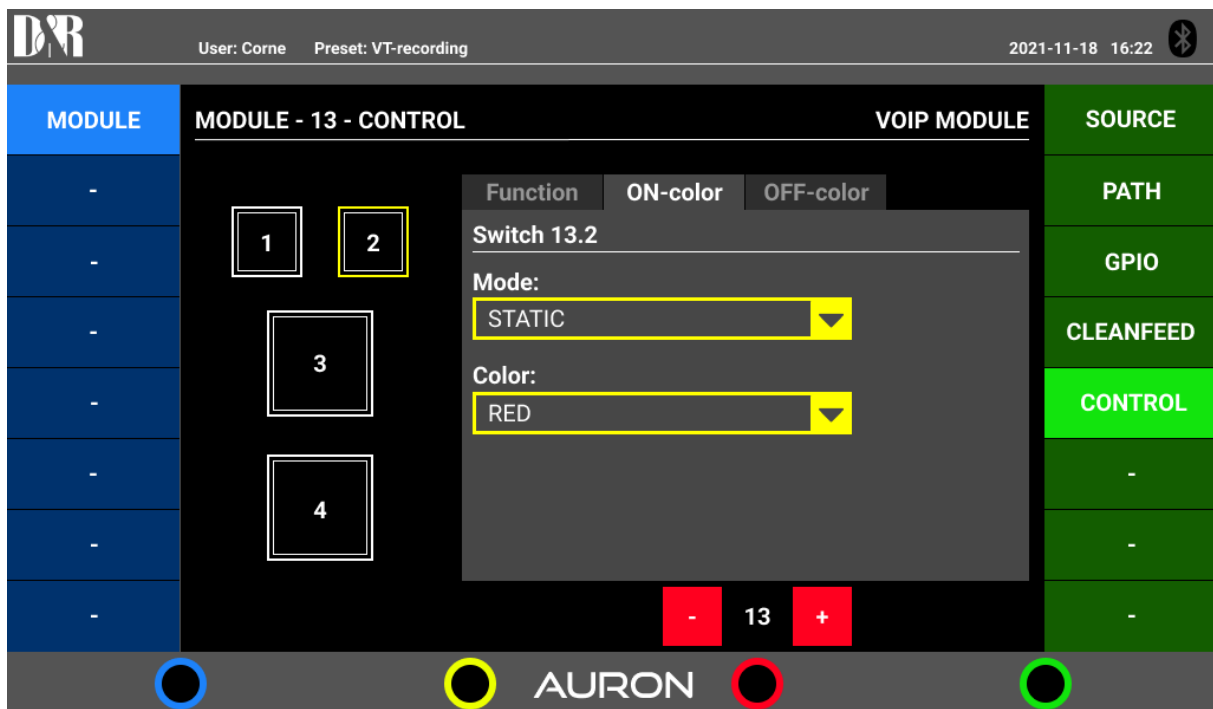 D&R
User: Corne Preset: VT-recording 2021-11-18 16:22
MODULE
-
-
-
-
-
-
-
MODULE - 13 - CONTROL VOIP MODULE
1 2
3
4
Function ON-color OFF-color
Switch 13.2
Mode:
STATIC
Color:
RED
- 13 +
SOURCE
PATH
GPIO
CLEANFEED
CONTROL
-
-
-
AURON